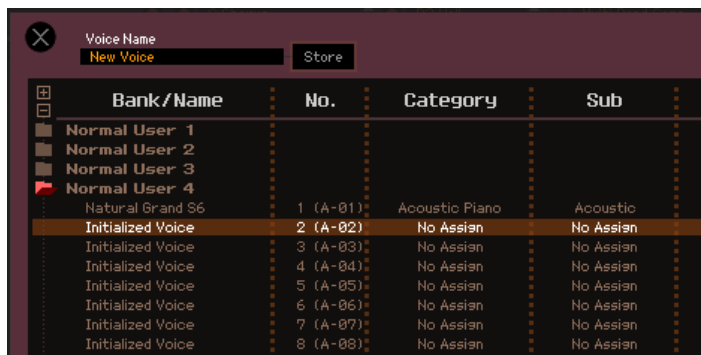 Voice Name
New Voice Store
Bank/Name No. Category Sub
Normal User 1
Normal User 2
Normal User 3
Normal User 4
Natural Grand S6 1 (A-01) Acoustic Piano Acoustic
Initialized Voice 2 (A-02) No Assign No Assign
Initialized Voice 3 (A-03) No Assign No Assign
Initialized Voice 4 (A-04) No Assign No Assign
Initialized Voice 5 (A-05) No Assign No Assign
Initialized Voice 6 (A-06) No Assign No Assign
Initialized Voice 7 (A-07) No Assign No Assign
Initialized Voice 8 (A-08) No Assign No Assign